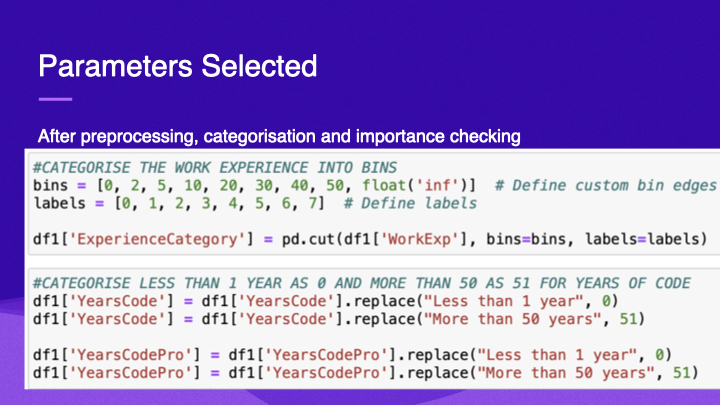 Parameters Selected
After preprocessing, categorisation and importance checking
#CATEGORISE THE WORK EXPERIENCE INTO BINS
bins = [0, 2, 5, 10, 20, 30, 40, 50, float('inf')]  # Define custom bin edges
labels = [0, 1, 2, 3, 4, 5, 6, 7]  # Define labels
df1['ExperienceCategory'] = pd.cut(df1['WorkExp'], bins=bins, labels=labels)
#CATEGORISE LESS THAN 1 YEAR AS 0 AND MORE THAN 50 AS 51 FOR YEARS OF CODE
df1['YearsCode'] = df1['YearsCode'].replace("Less than 1 year", 0)
df1['YearsCode'] = df1['YearsCode'].replace("More than 50 years", 51)
df1['YearsCodePro'] = df1['YearsCodePro'].replace("Less than 1 year", 0)
df1['YearsCodePro'] = df1['YearsCodePro'].replace("More than 50 years", 51)